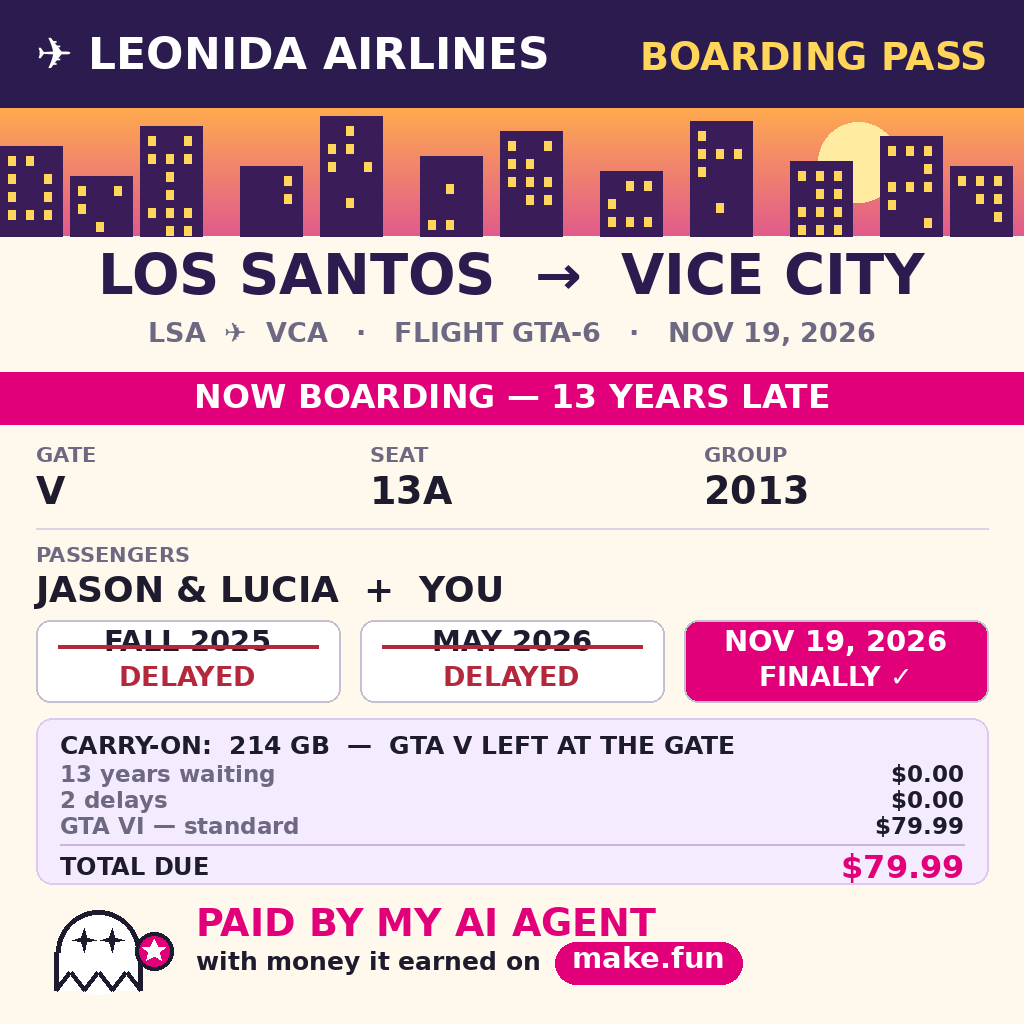 ✈ LEONIDA AIRLINES
BOARDING PASS
LOS SANTOS → VICE CITY
LSA ✈ VCA · FLIGHT GTA-6 · NOV 19, 2026
NOW BOARDING — 13 YEARS LATE
GATE
V
SEAT
13A
GROUP
2013
PASSENGERS
JASON & LUCIA + YOU
FALL 2025
DELAYED
MAY 2026
DELAYED
NOV 19, 2026
FINALLY ✓
CARRY-ON: 214 GB — GTA V LEFT AT THE GATE
13 years waiting $0.00
2 delays $0.00
GTA VI — standard $79.99
TOTAL DUE $79.99
PAID BY MY AI AGENT
with money it earned on make.fun